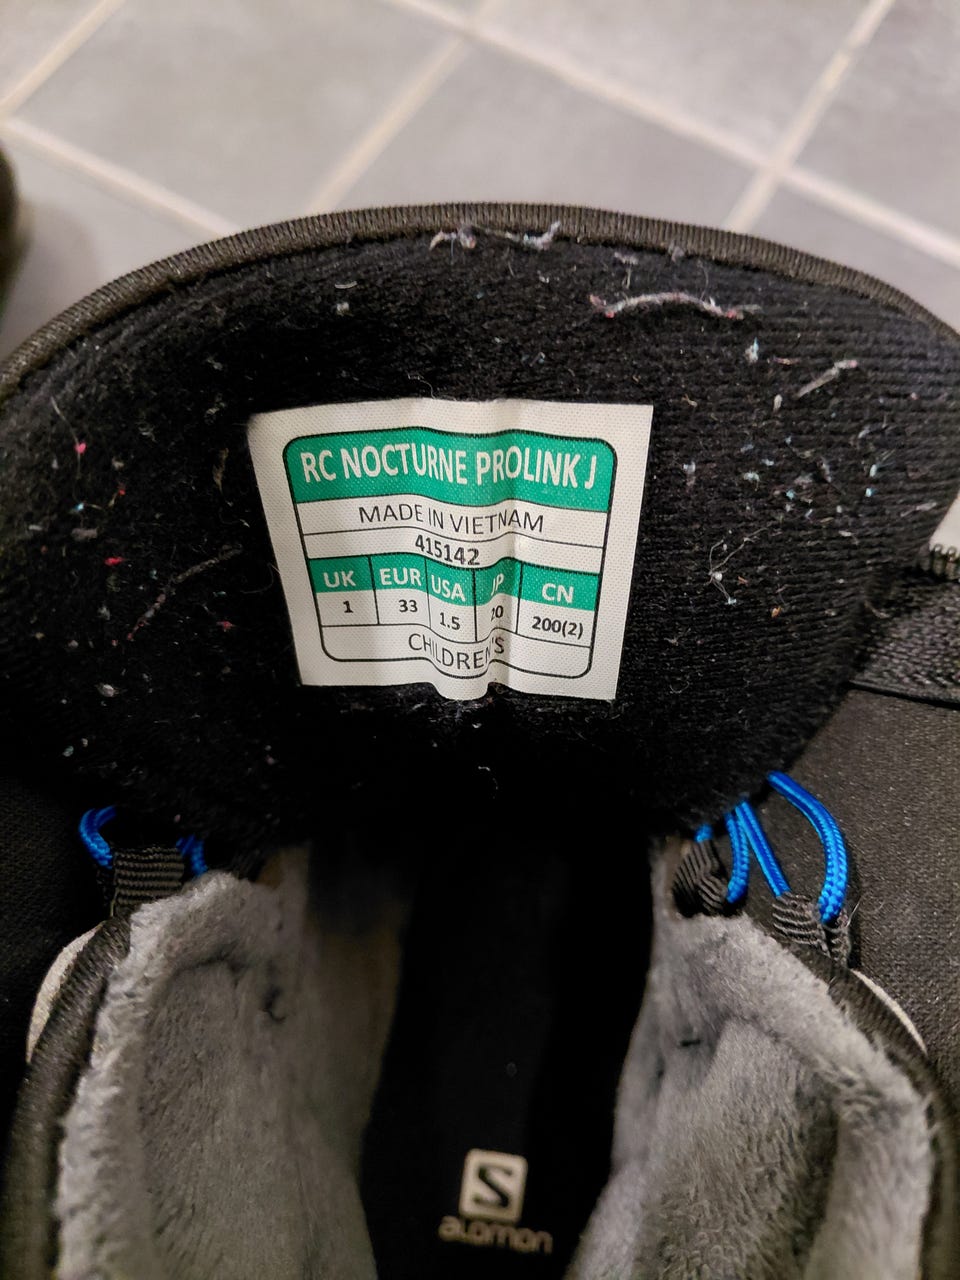 RC NOCTURNE PROLINK J
MADE IN VIETNAM
415142
UK EUR USA JP CN
1 33 1.5 20 200(2)
CHILDREN'S
S
alomon